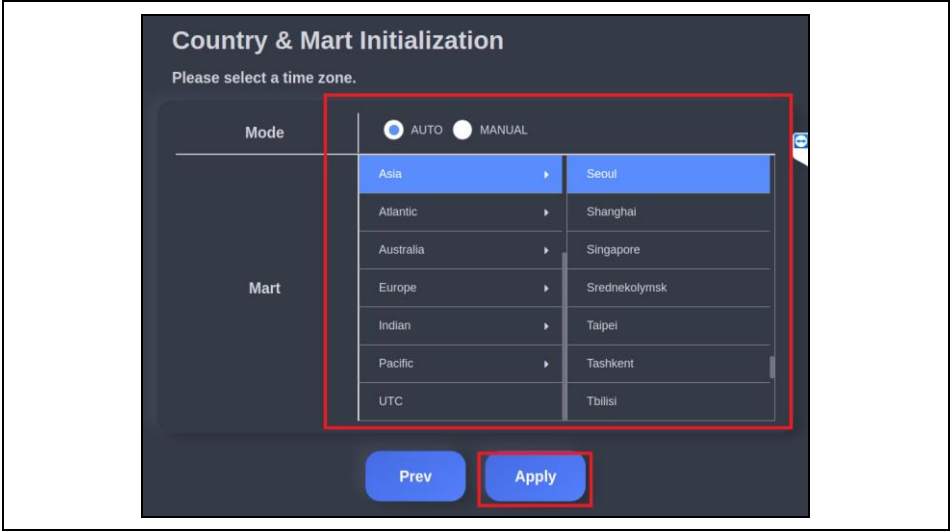 Country & Mart Initialization
Please select a time zone.
Mode
AUTO MANUAL
Mart
Asia Seoul
Atlantic Shanghai
Australia Singapore
Europe Srednekolymsk
Indian Taipei
Pacific Tashkent
UTC Tbilisi
Prev Apply